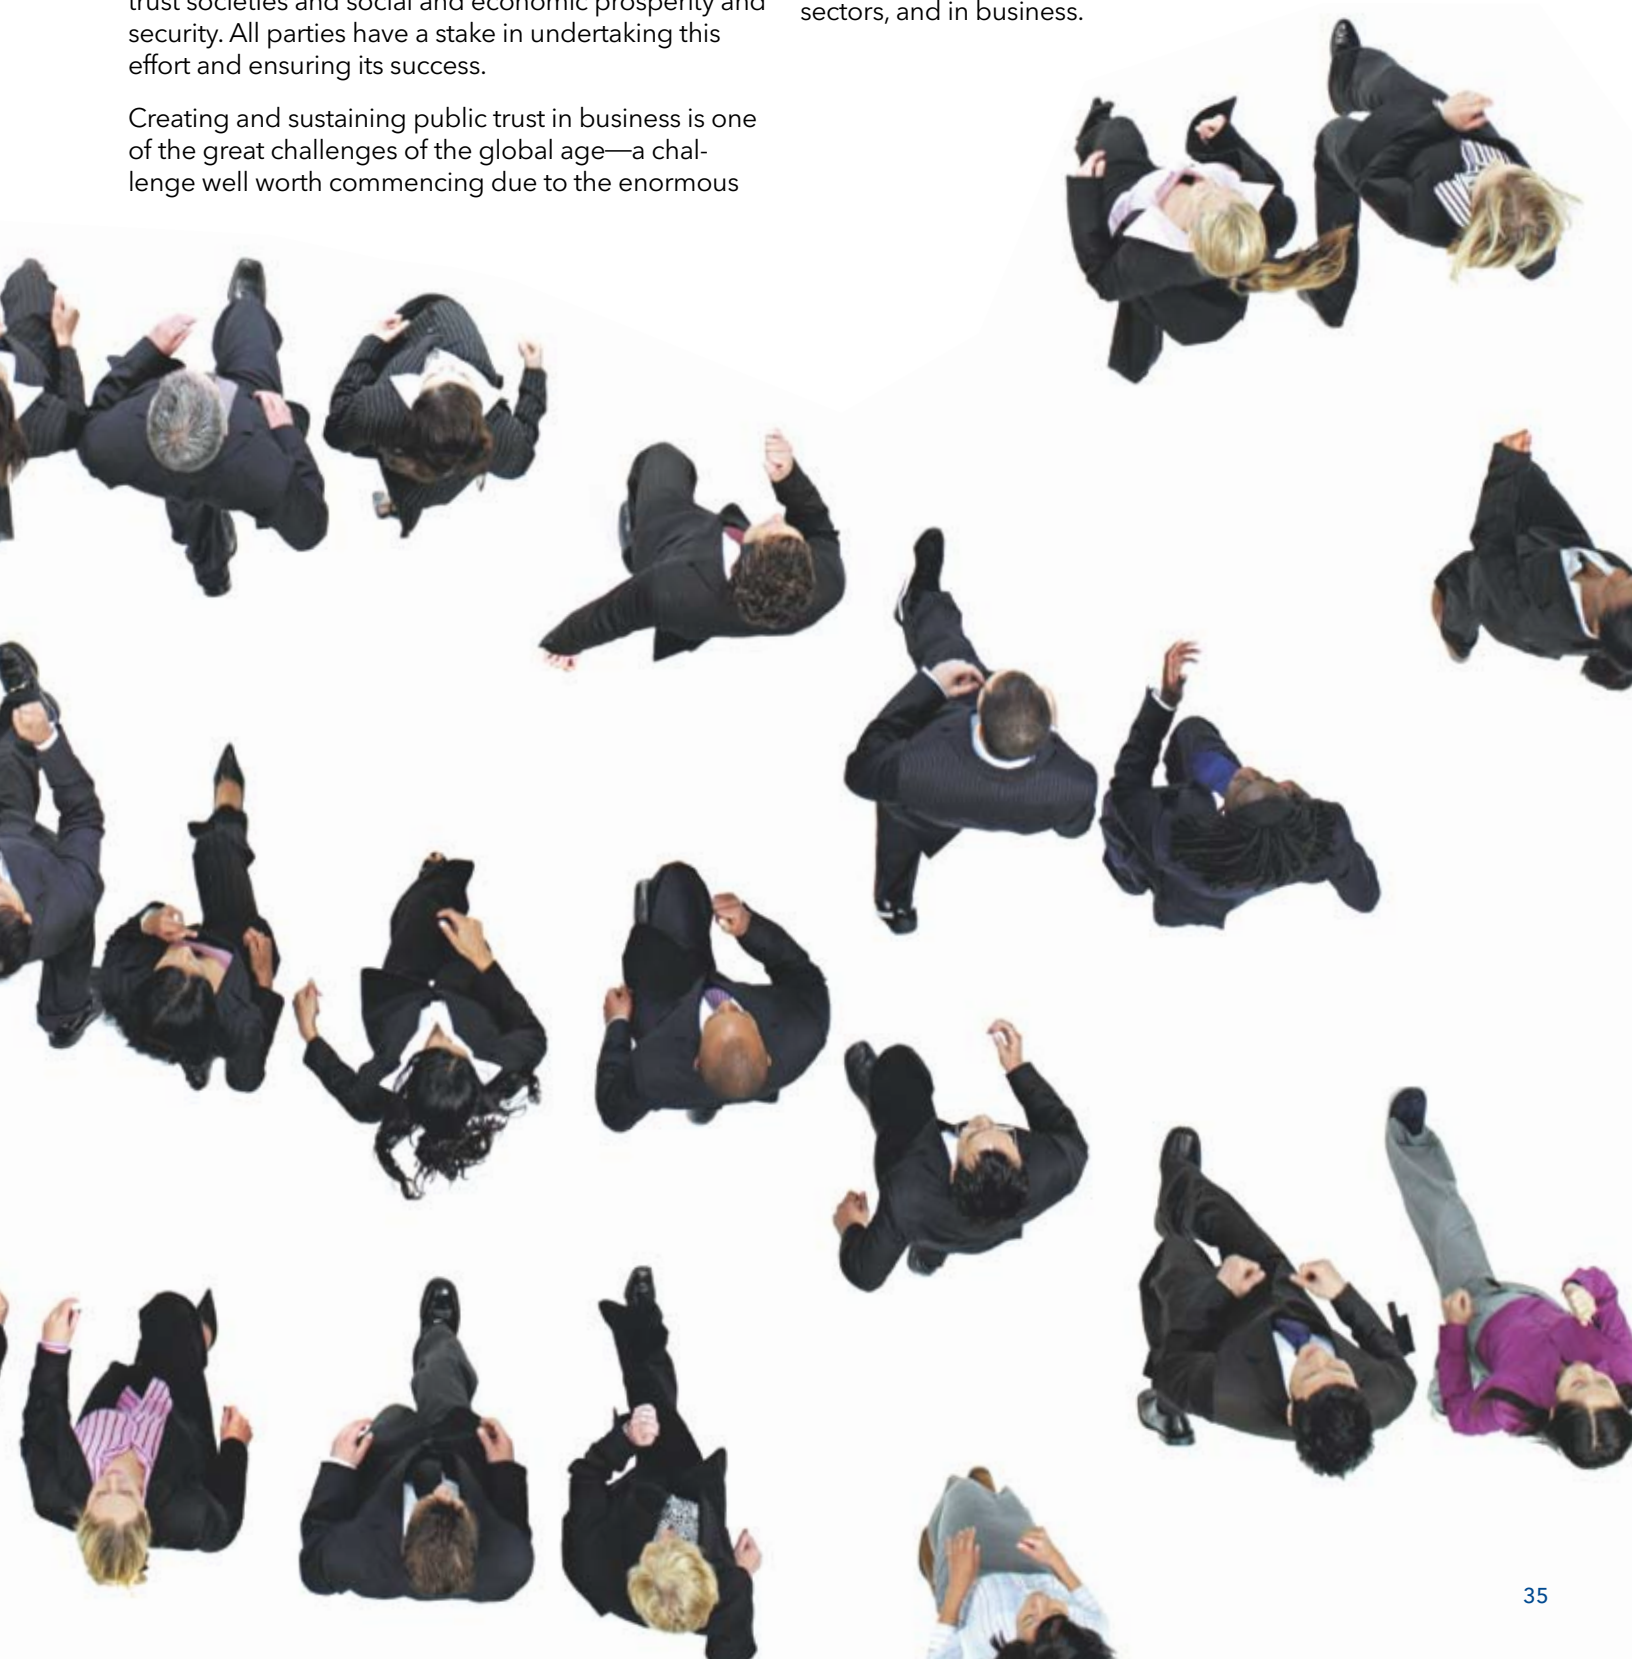 trust societies and social and economic prosperity and
security. All parties have a stake in undertaking this
effort and ensuring its success.
Creating and sustaining public trust in business is one
of the great challenges of the global age—a chal-
lenge well worth commencing due to the enormous
sectors, and in business.
35